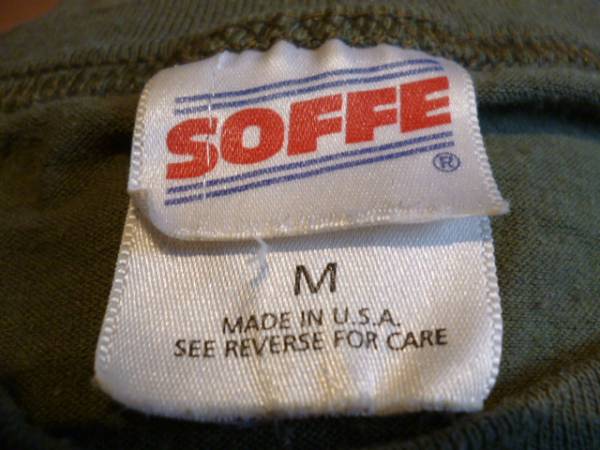 SOFFE
®
M
MADE IN U.S.A.
SEE REVERSE FOR CARE